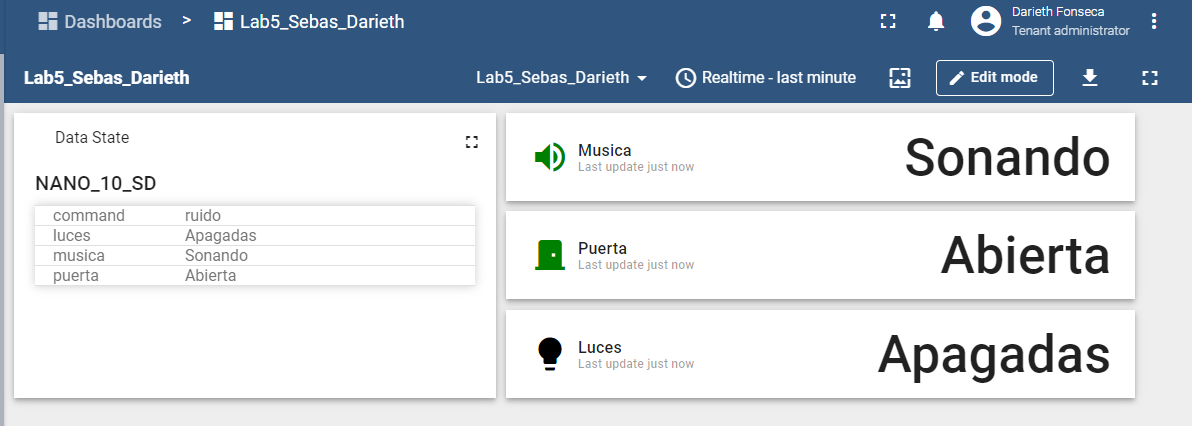 Dashboards > Lab5_Sebas_Darieth
Darieth Fonseca
Tenant administrator
Lab5_Sebas_Darieth
Lab5_Sebas_Darieth
Realtime - last minute
Edit mode
Data State
NANO_10_SD
command ruido
luces Apagadas
musica Sonando
puerta Abierta
Musica
Last update just now
Sonando
Puerta
Last update just now
Abierta
Luces
Last update just now
Apagadas